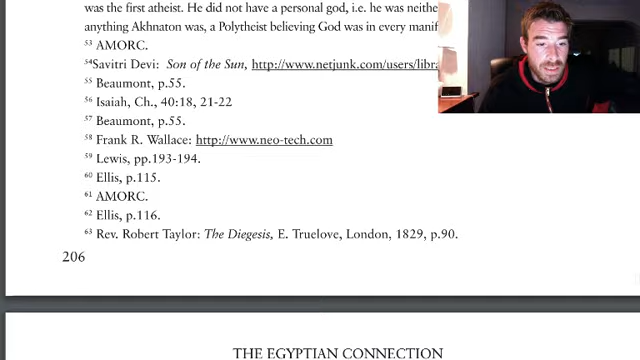 was the first atheist. He did not have a personal god, i.e. he was neithe
anything Akhnaton was, a Polytheist believing God was in every manif
53 AMORC.
54Savitri Devi: Son of the Sun, http://www.netjunk.com/users/libra
55 Beaumont, p.55.
56 Isaiah, Ch., 40:18, 21-22
57 Beaumont, p.55.
58 Frank R. Wallace: http://www.neo-tech.com
59 Lewis, pp.193-194.
60 Ellis, p.115.
61 AMORC.
62 Ellis, p.116.
63 Rev. Robert Taylor: The Diegesis, E. Truelove, London, 1829, p.90.
206
THE EGYPTIAN CONNECTION